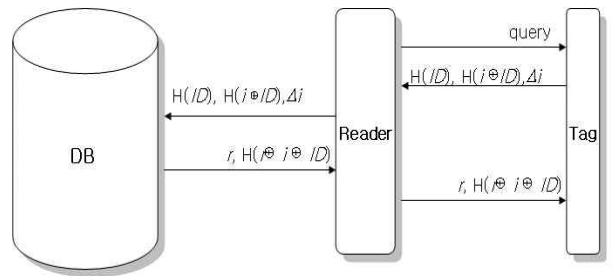 query
H(ID), H(i⊕ID),Δi
H(ID), H(i⊕ID),Δi
Reader
Tag
DB
r, H(r⊕ i⊕ ID)
r, H(r⊕ i⊕ ID)